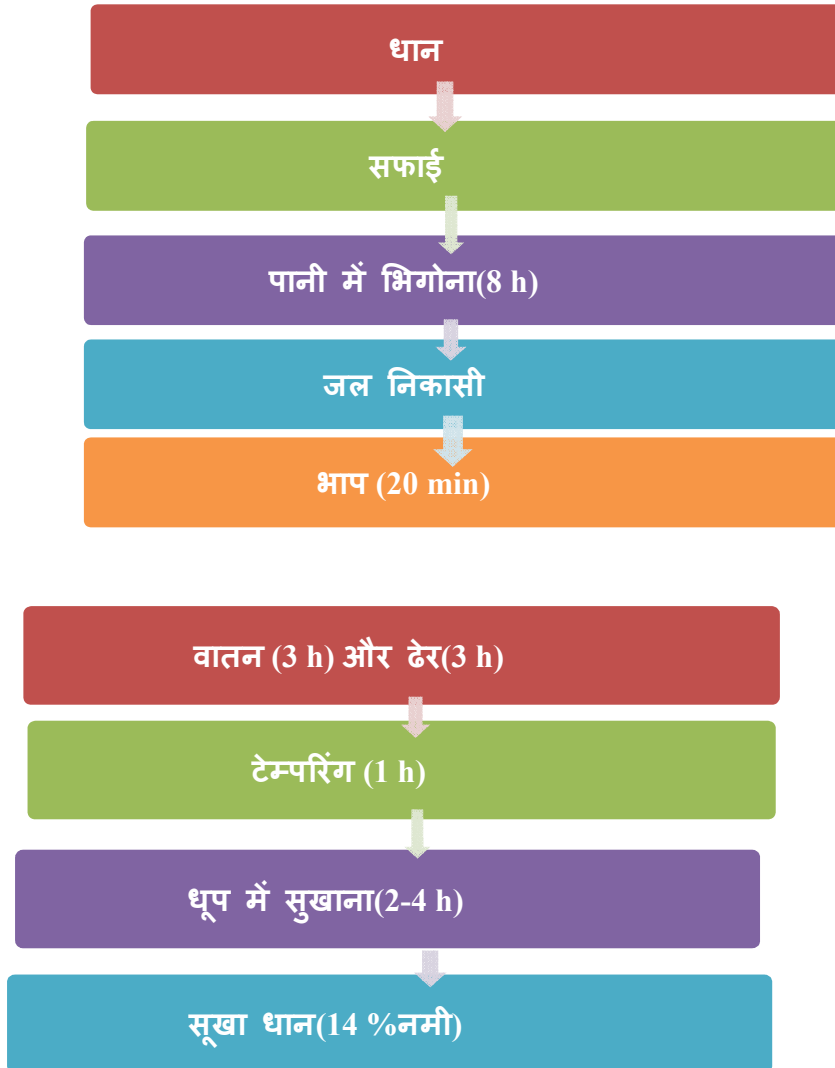 धान
सफाई
पानी में भिगोना(8 h)
जल निकासी
भाप (20 min)
वातन (3 h) और ढेर(3 h)
टेम्परिंग (1 h)
धूप में सुखाना(2-4 h)
सूखा धान(14 %नमी)